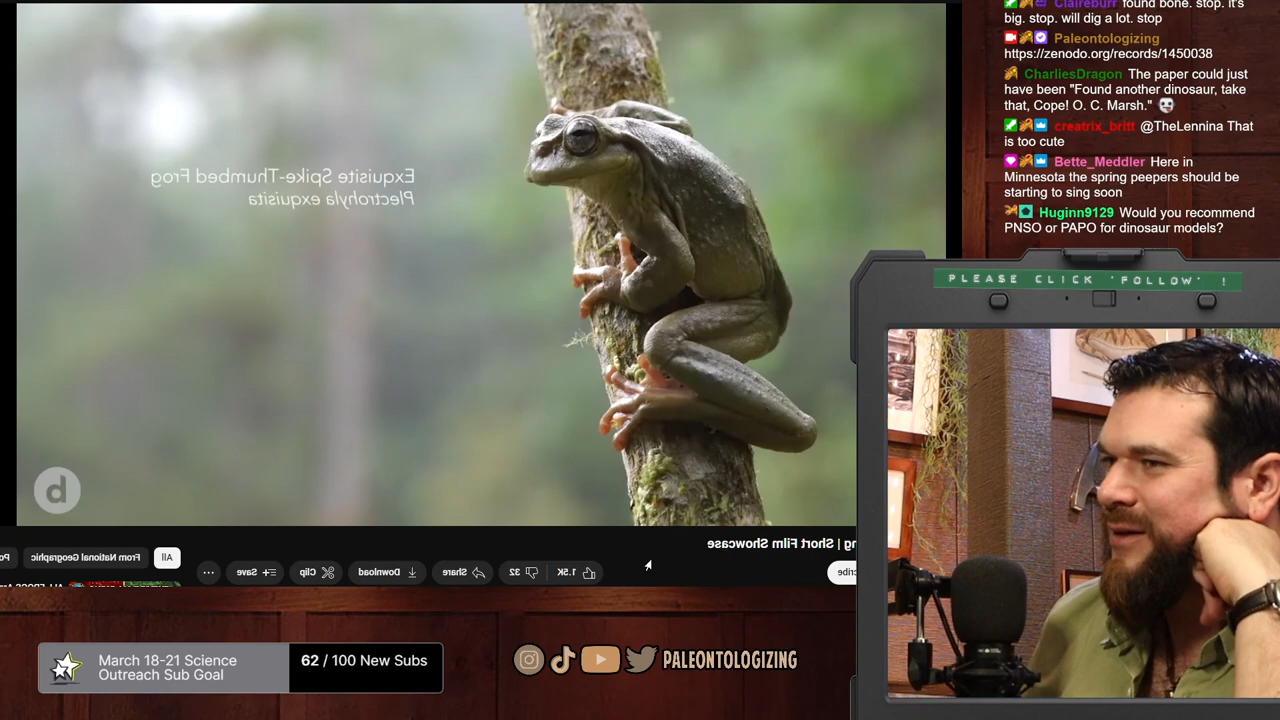 Exquisite Spike-Thumbed Frog
Plectrohyla exquisita
ng | Short Film Showcase
cribe
1.5K
32
Share
Download
Clip
Save
...
All
From National Geographic
Po
Claireburr found bone. stop. it's
big. stop. will dig a lot. stop
Paleontologizing
https://zenodo.org/records/1450038
CharliesDragon The paper could just
have been "Found another dinosaur, take
that, Cope! O. C. Marsh."
creatrix_britt @TheLennina That
is too cute
Bette_Meddler Here in
Minnesota the spring peepers should be
starting to sing soon
Huginn9129 Would you recommend
PNSO or PAPO for dinosaur models?
PLEASE CLICK 'FOLLOW' !
March 18-21 Science
Outreach Sub Goal
62 / 100 New Subs
PALEONTOLOGIZING